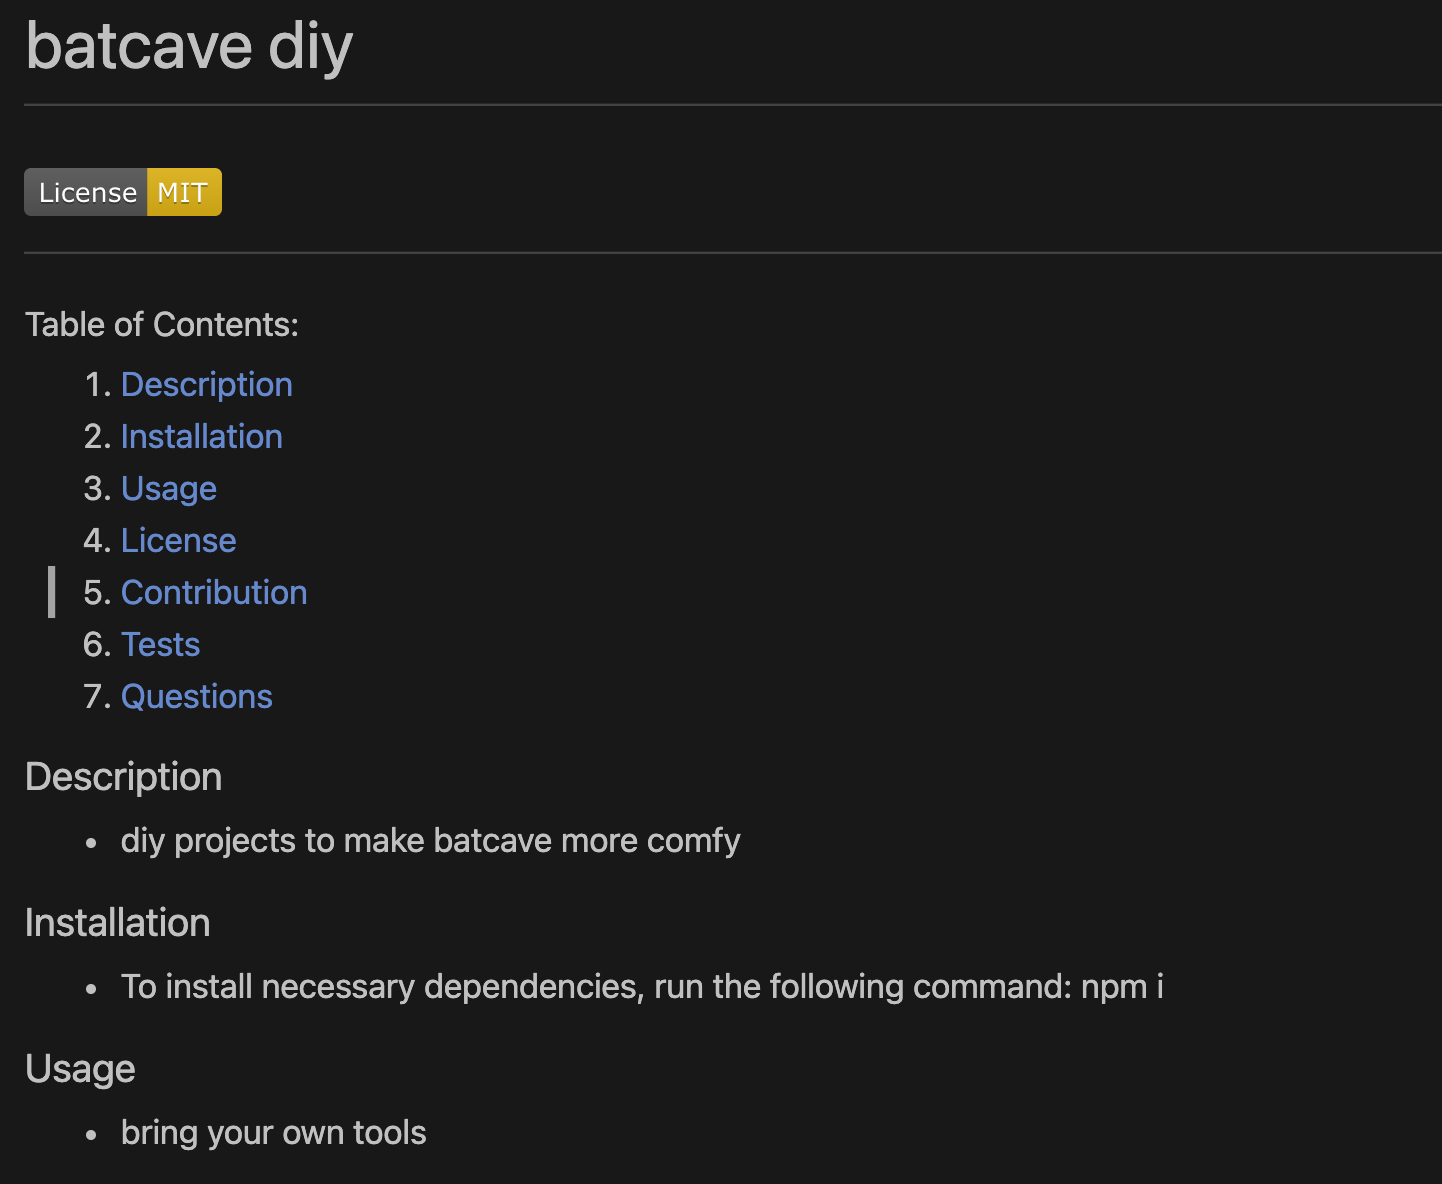 batcave diy
License MIT
Table of Contents:
1. Description
2. Installation
3. Usage
4. License
5. Contribution
6. Tests
7. Questions
Description
• diy projects to make batcave more comfy
Installation
• To install necessary dependencies, run the following command: npm i
Usage
• bring your own tools